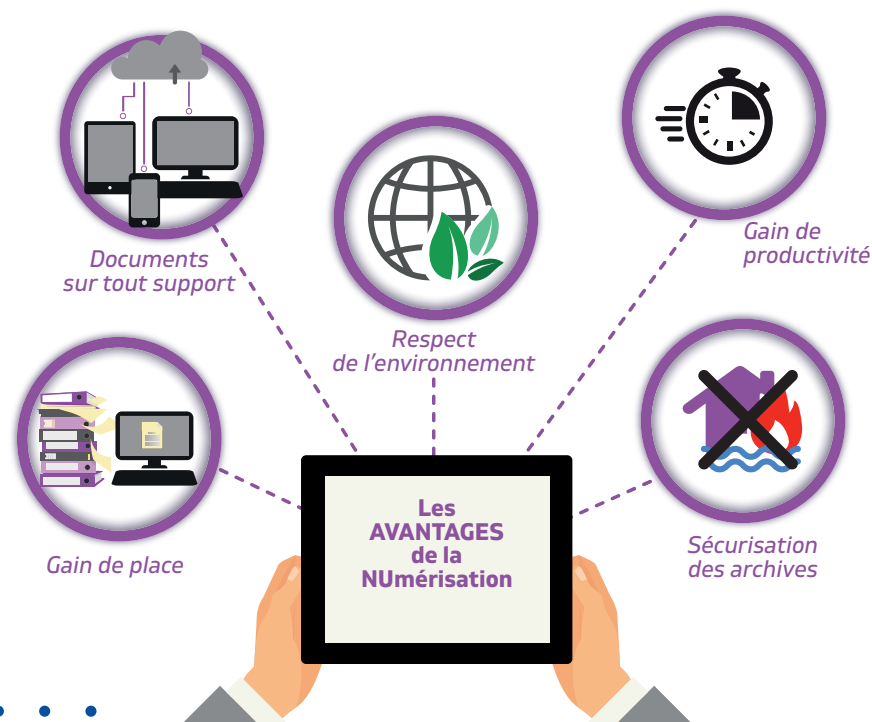 Documents
sur tout support
Respect
de l'environnement
Gain de
productivité
Gain de place
Les
AVANTAGES
de la
NUmérisation
Sécurisation
des archives